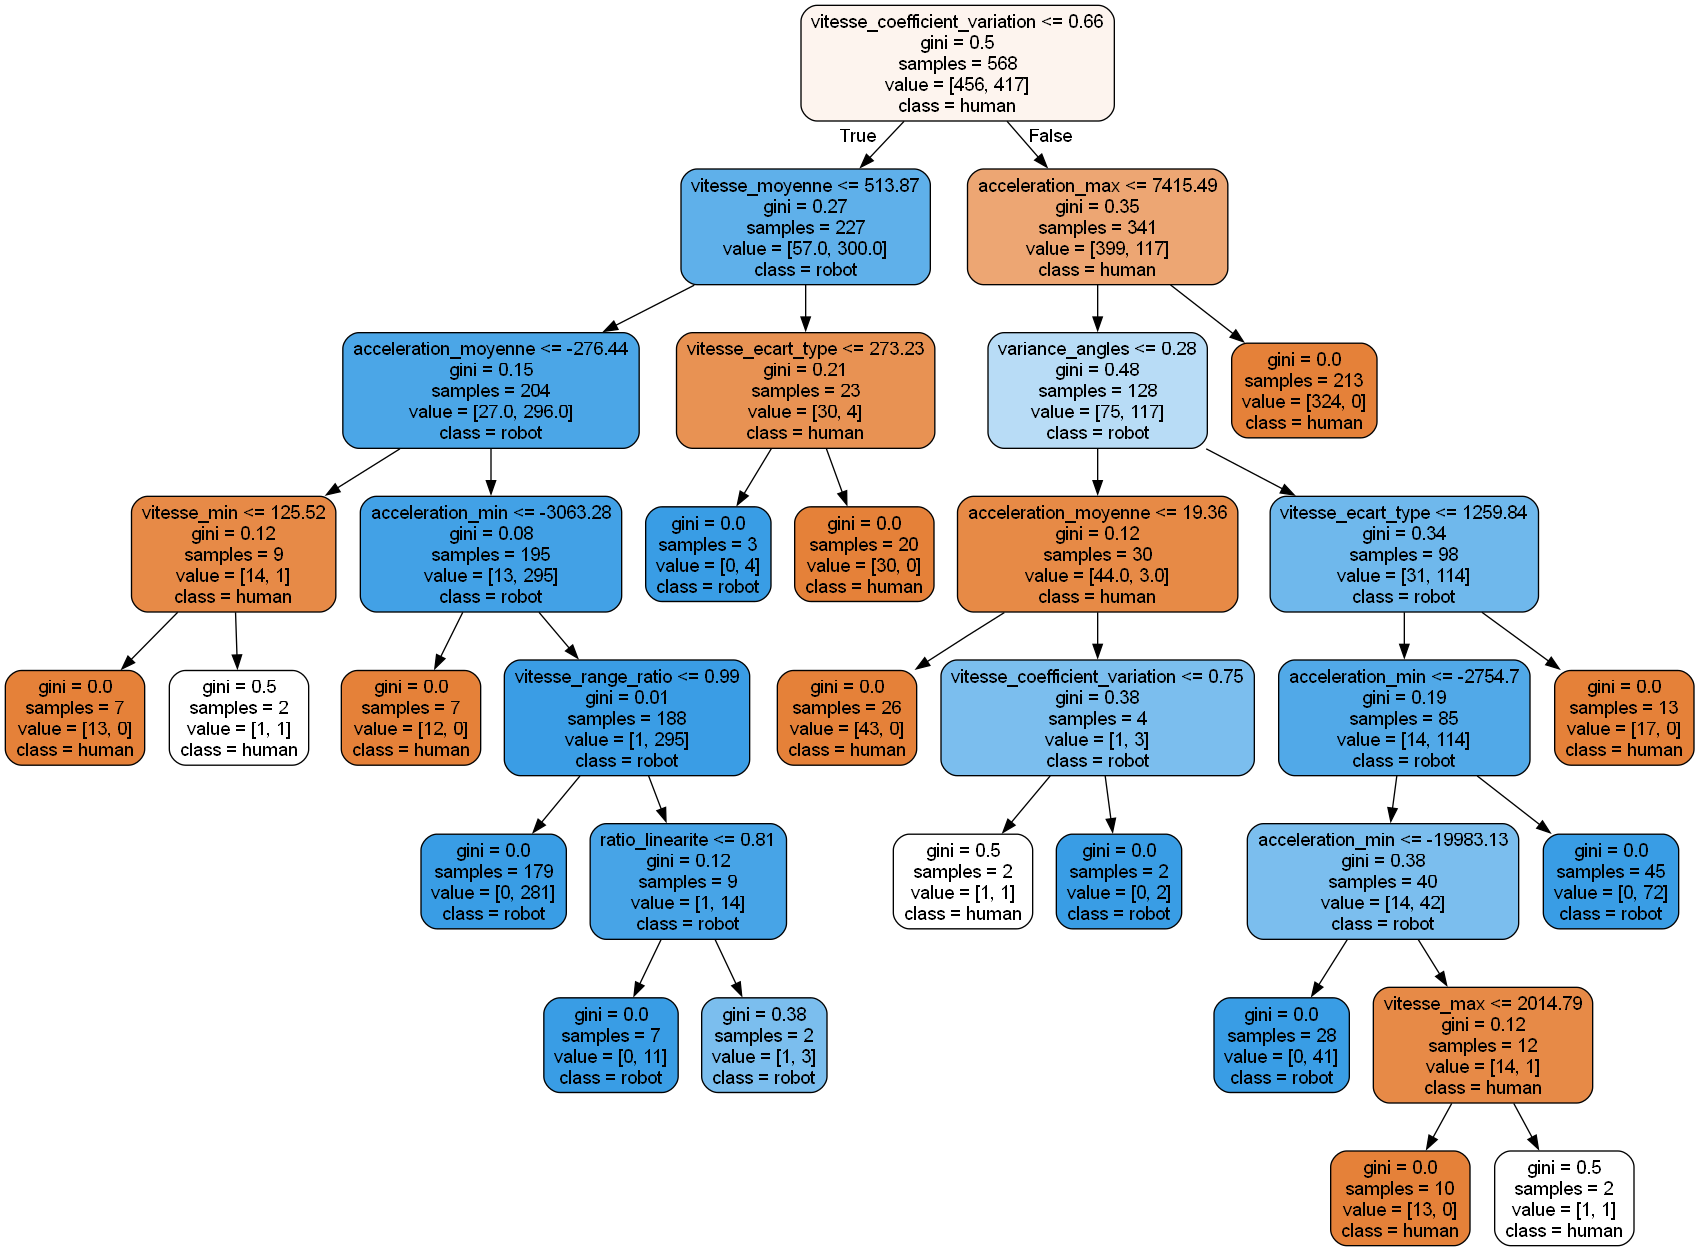 vitesse_coefficient_variation <= 0.66
gini = 0.5
samples = 568
value = [456, 417]
class = human
True
False
vitesse_moyenne <= 513.87
gini = 0.27
samples = 227
value = [57.0, 300.0]
class = robot
acceleration_max <= 7415.49
gini = 0.35
samples = 341
value = [399, 117]
class = human
acceleration_moyenne <= -276.44
gini = 0.15
samples = 204
value = [27.0, 296.0]
class = robot
vitesse_ecart_type <= 273.23
gini = 0.21
samples = 23
value = [30, 4]
class = human
variance_angles <= 0.28
gini = 0.48
samples = 128
value = [75, 117]
class = robot
gini = 0.0
samples = 213
value = [324, 0]
class = human
vitesse_min <= 125.52
gini = 0.12
samples = 9
value = [14, 1]
class = human
acceleration_min <= -3063.28
gini = 0.08
samples = 195
value = [13, 295]
class = robot
gini = 0.0
samples = 3
value = [0, 4]
class = robot
gini = 0.0
samples = 20
value = [30, 0]
class = human
acceleration_moyenne <= 19.36
gini = 0.12
samples = 30
value = [44.0, 3.0]
class = human
vitesse_ecart_type <= 1259.84
gini = 0.34
samples = 98
value = [31, 114]
class = robot
gini = 0.0
samples = 7
value = [13, 0]
class = human
gini = 0.5
samples = 2
value = [1, 1]
class = human
gini = 0.0
samples = 7
value = [12, 0]
class = human
vitesse_range_ratio <= 0.99
gini = 0.01
samples = 188
value = [1, 295]
class = robot
gini = 0.0
samples = 26
value = [43, 0]
class = human
vitesse_coefficient_variation <= 0.75
gini = 0.38
samples = 4
value = [1, 3]
class = robot
acceleration_min <= -2754.7
gini = 0.19
samples = 85
value = [14, 114]
class = robot
gini = 0.0
samples = 13
value = [17, 0]
class = human
gini = 0.0
samples = 179
value = [0, 281]
class = robot
ratio_linearite <= 0.81
gini = 0.12
samples = 9
value = [1, 14]
class = robot
gini = 0.5
samples = 2
value = [1, 1]
class = human
gini = 0.0
samples = 2
value = [0, 2]
class = robot
acceleration_min <= -19983.13
gini = 0.38
samples = 40
value = [14, 42]
class = robot
gini = 0.0
samples = 45
value = [0, 72]
class = robot
gini = 0.0
samples = 7
value = [0, 11]
class = robot
gini = 0.38
samples = 2
value = [1, 3]
class = robot
gini = 0.0
samples = 28
value = [0, 41]
class = robot
vitesse_max <= 2014.79
gini = 0.12
samples = 12
value = [14, 1]
class = human
gini = 0.0
samples = 10
value = [13, 0]
class = human
gini = 0.5
samples = 2
value = [1, 1]
class = human